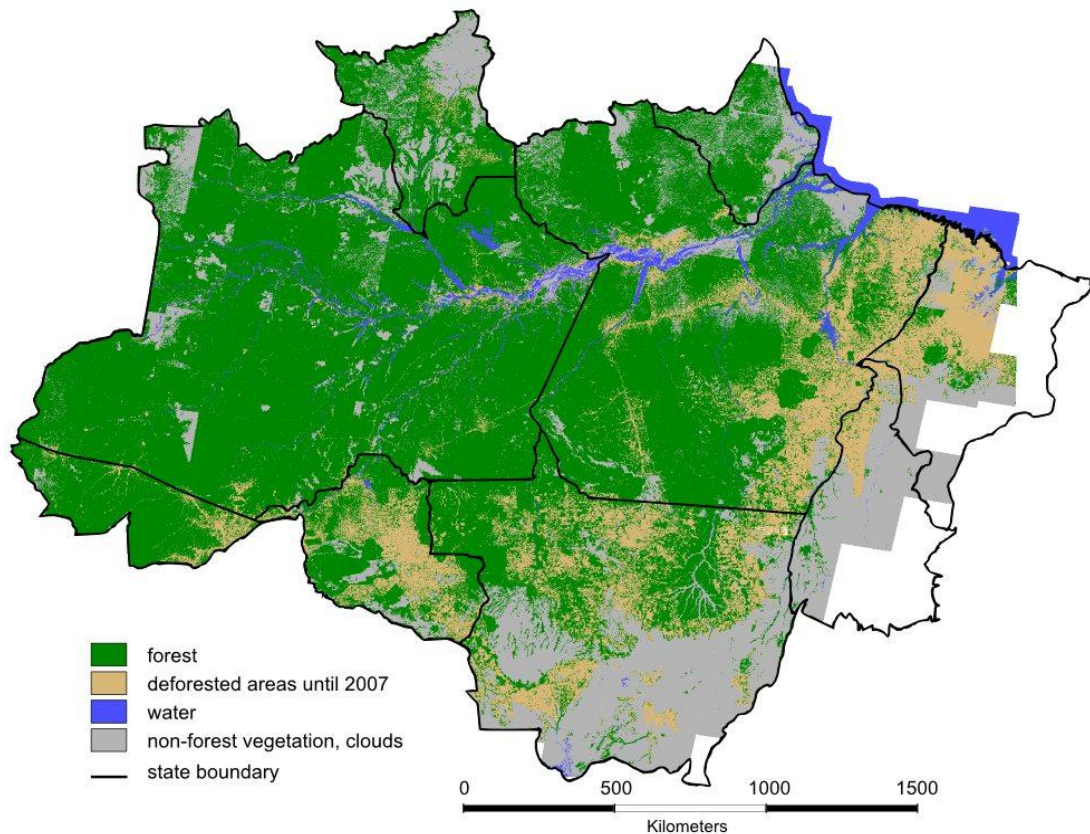 forest
deforested areas until 2007
water
non-forest vegetation, clouds
state boundary
0 500 1000 1500
Kilometers